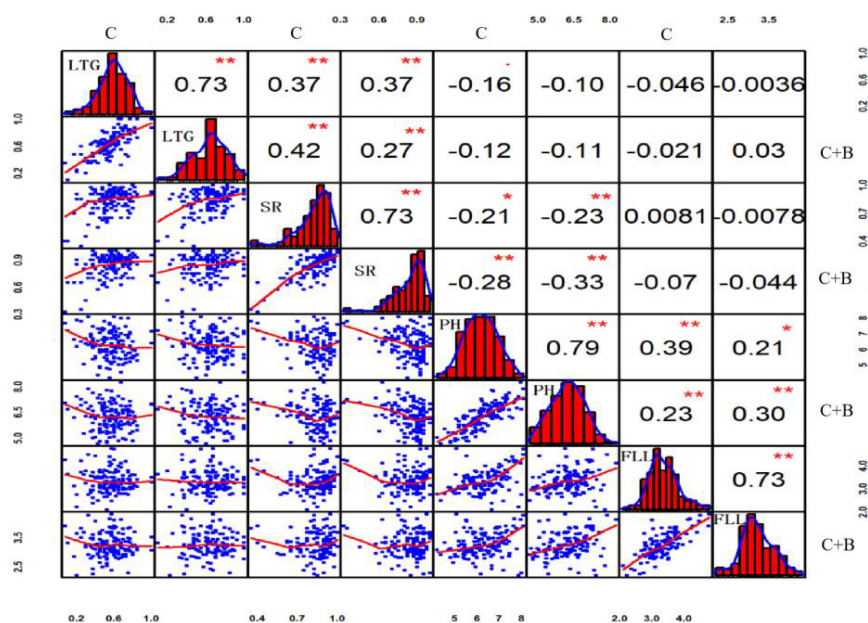 0.2 0.6 1.0 0.3 0.6 0.9 5.0 6.5 8.0 2.5 3.5
C C C C
LTG 0.73 ** 0.37 ** 0.37 ** -0.16 . -0.10 -0.046 -0.0036 0.2 0.6 1.0
0.2 0.6 1.0 LTG 0.42 ** 0.27 ** -0.12 -0.11 -0.021 0.03 C+B
SR 0.73 ** -0.21 * -0.23 ** 0.0081 -0.0078 0.4 0.7 1.0
0.3 0.6 0.9 SR -0.28 ** -0.33 ** -0.07 -0.044 C+B
PH 0.79 ** 0.39 ** 0.21 * 5 6 7 8
5.0 6.5 8.0 PH 0.23 ** 0.30 ** C+B
FLL 0.73 ** 2.0 3.0 4.0
2.5 3.5 FLL C+B
0.2 0.6 1.0 0.4 0.7 1.0 5 6 7 8 2.0 3.0 4.0